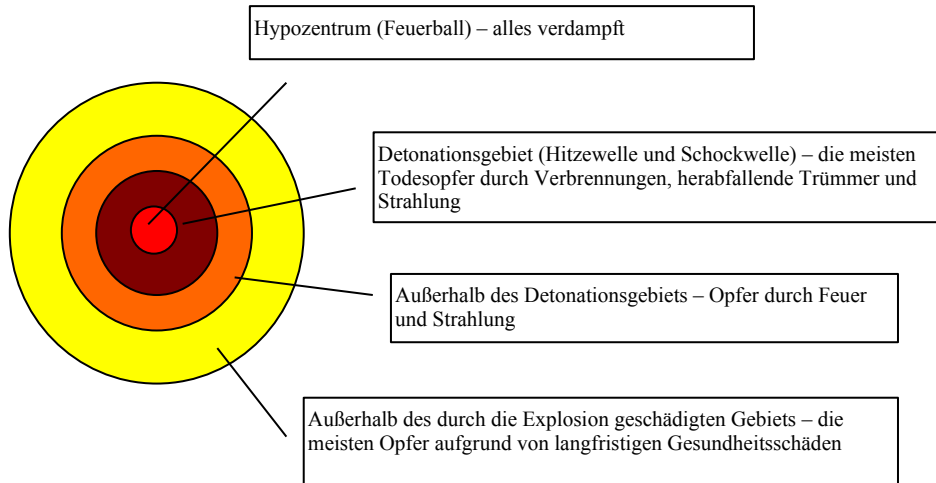 Hypozentrum (Feuerball) – alles verdampft
Detonationsgebiet (Hitzewelle und Schockwelle) – die meisten
Todesopfer durch Verbrennungen, herabfallende Trümmer und
Strahlung
Außerhalb des Detonationsgebiets – Opfer durch Feuer
und Strahlung
Außerhalb des durch die Explosion geschädigten Gebiets – die
meisten Opfer aufgrund von langfristigen Gesundheitsschäden